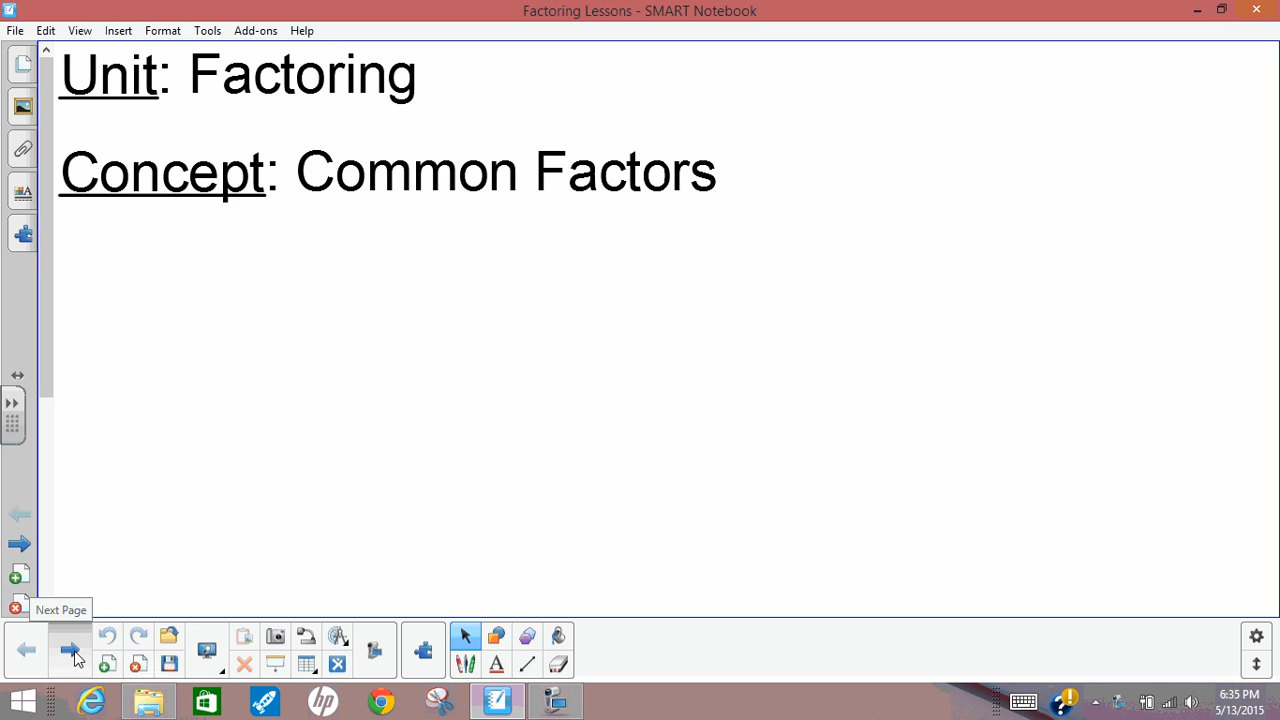 Factoring Lessons - SMART Notebook
File Edit View Insert Format Tools Add-ons Help
Unit: Factoring
Concept: Common Factors
Next Page
6:35 PM
5/13/2015